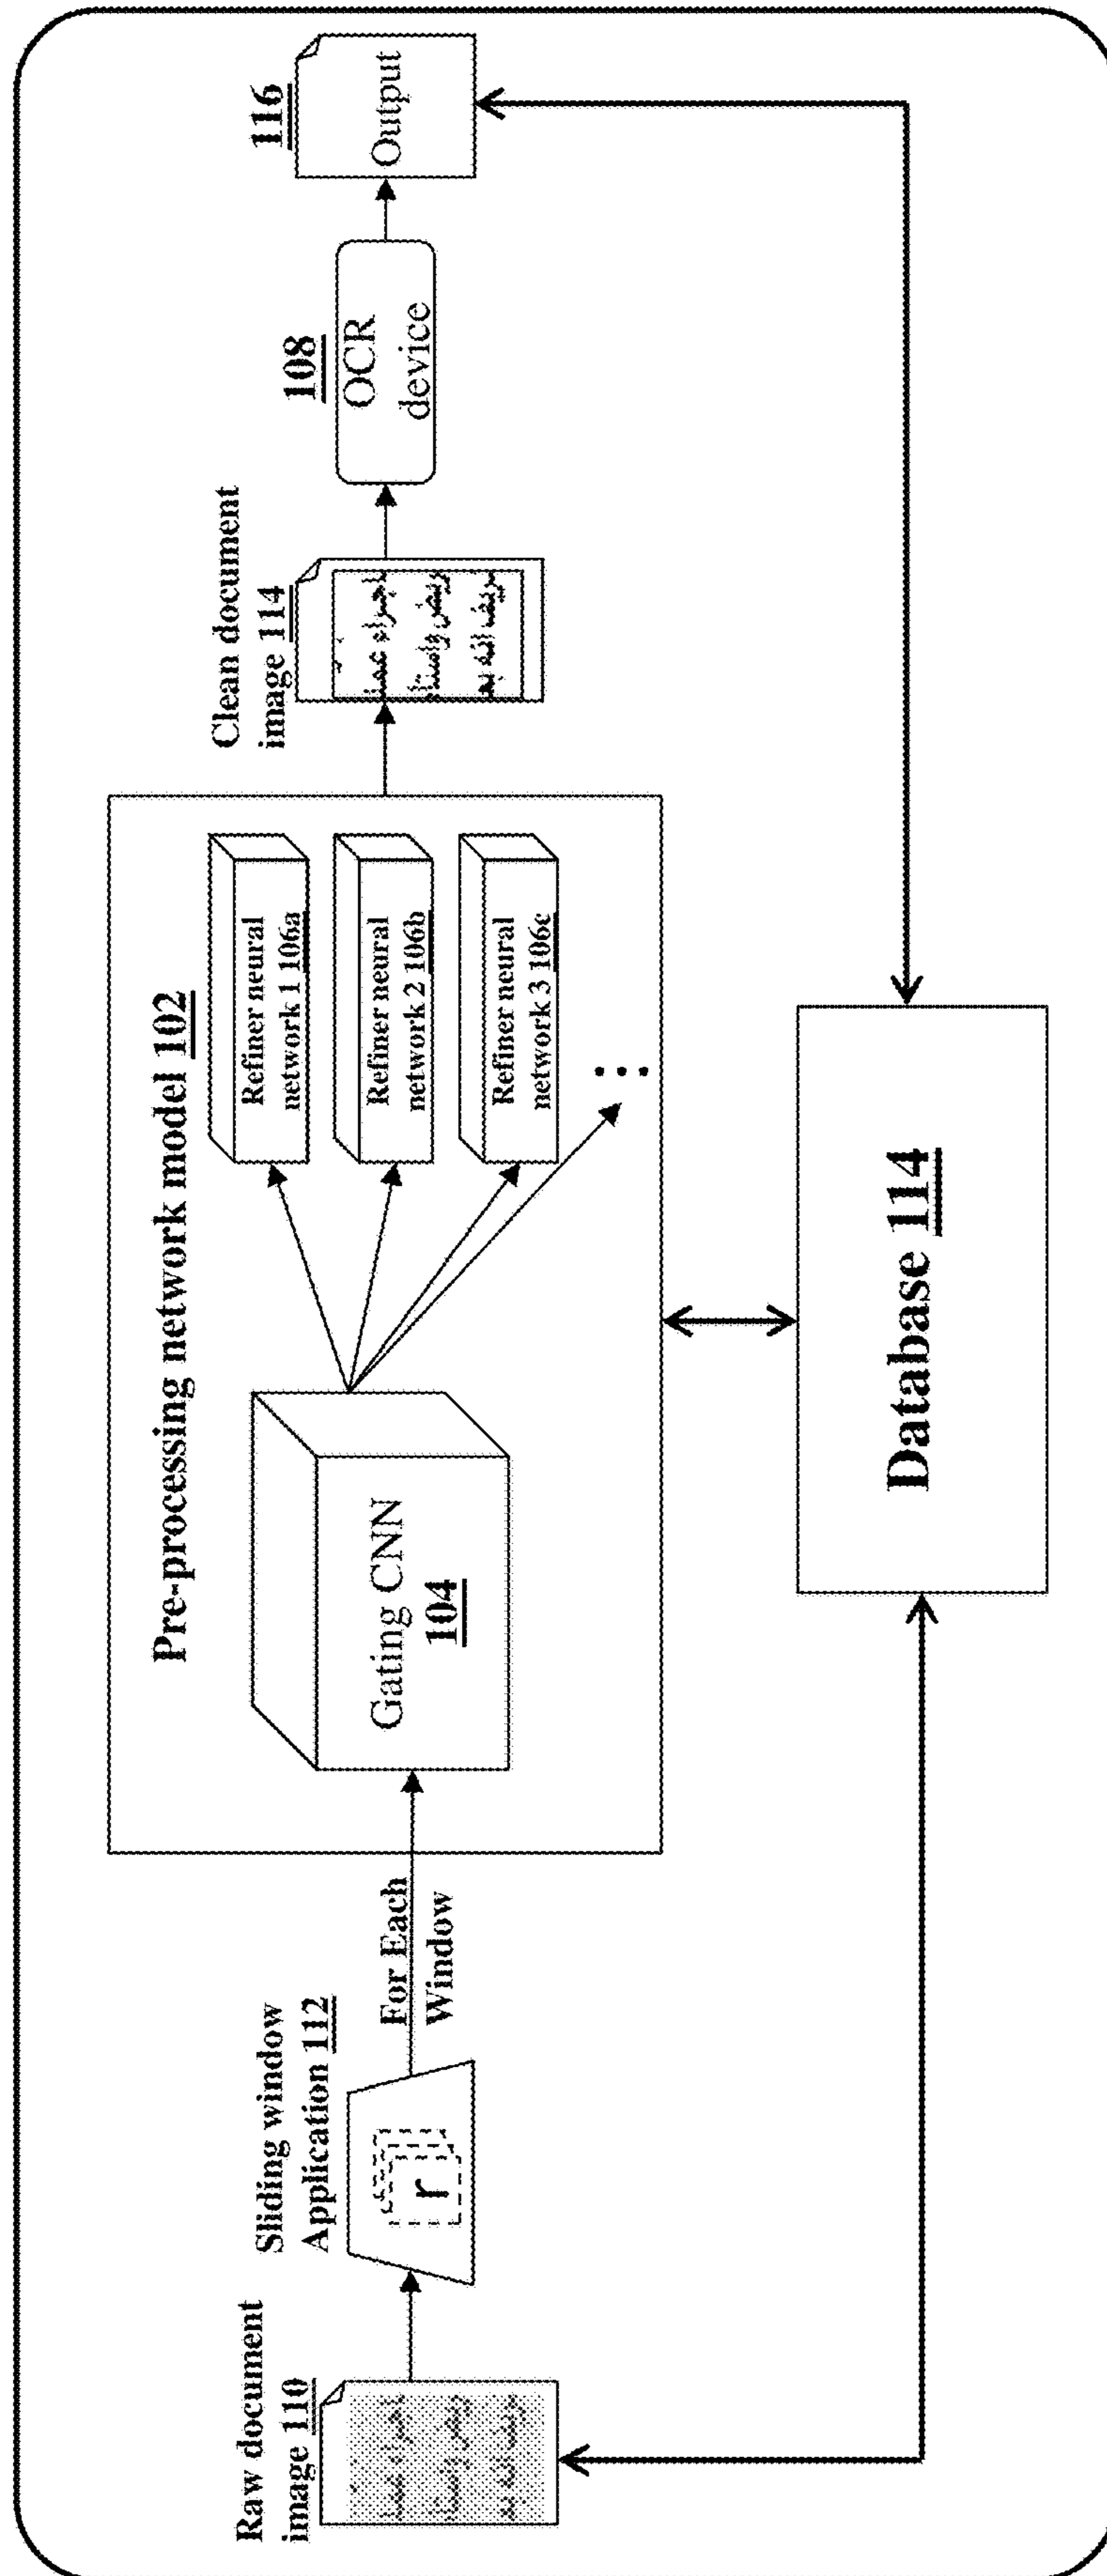 Raw document
image 110
Sliding window
Application 112
r
For Each
Window
Pre-processing network model 102
Gating CNN
104
Refiner neural
network 1 106a
Refiner neural
network 2 106b
Refiner neural
network 3 106c
...
Clean document
image 114
108
OCR
device
116
Output
Database 114